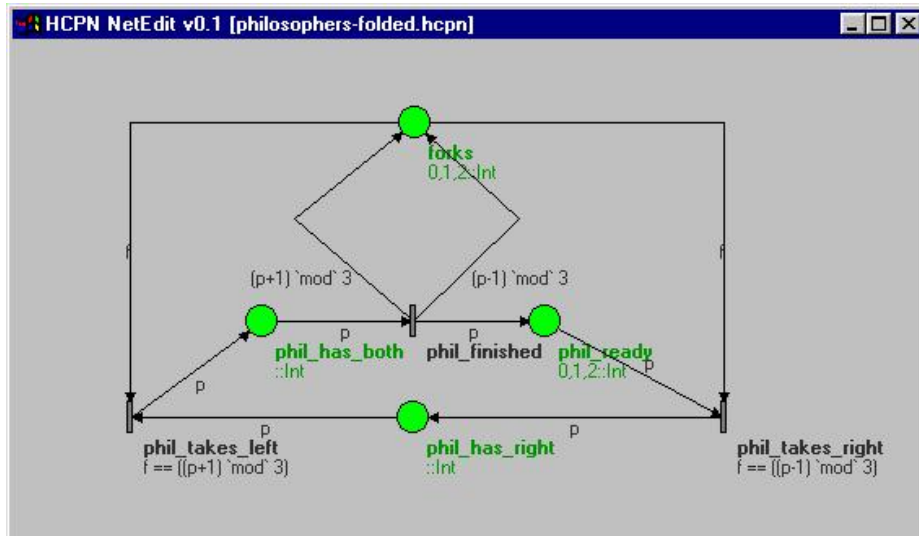 HCPN NetEdit v0.1 [philosophers-folded.hcpn]
forks
0,1,2::Int
f
f
(p+1) `mod` 3
(p-1) `mod` 3
p
p
phil_has_both
::Int
phil_finished
phil_ready
0,1,2::Int
p
p
p
p
phil_takes_left
f == ((p+1) `mod` 3)
phil_has_right
::Int
phil_takes_right
f == ((p-1) `mod` 3)